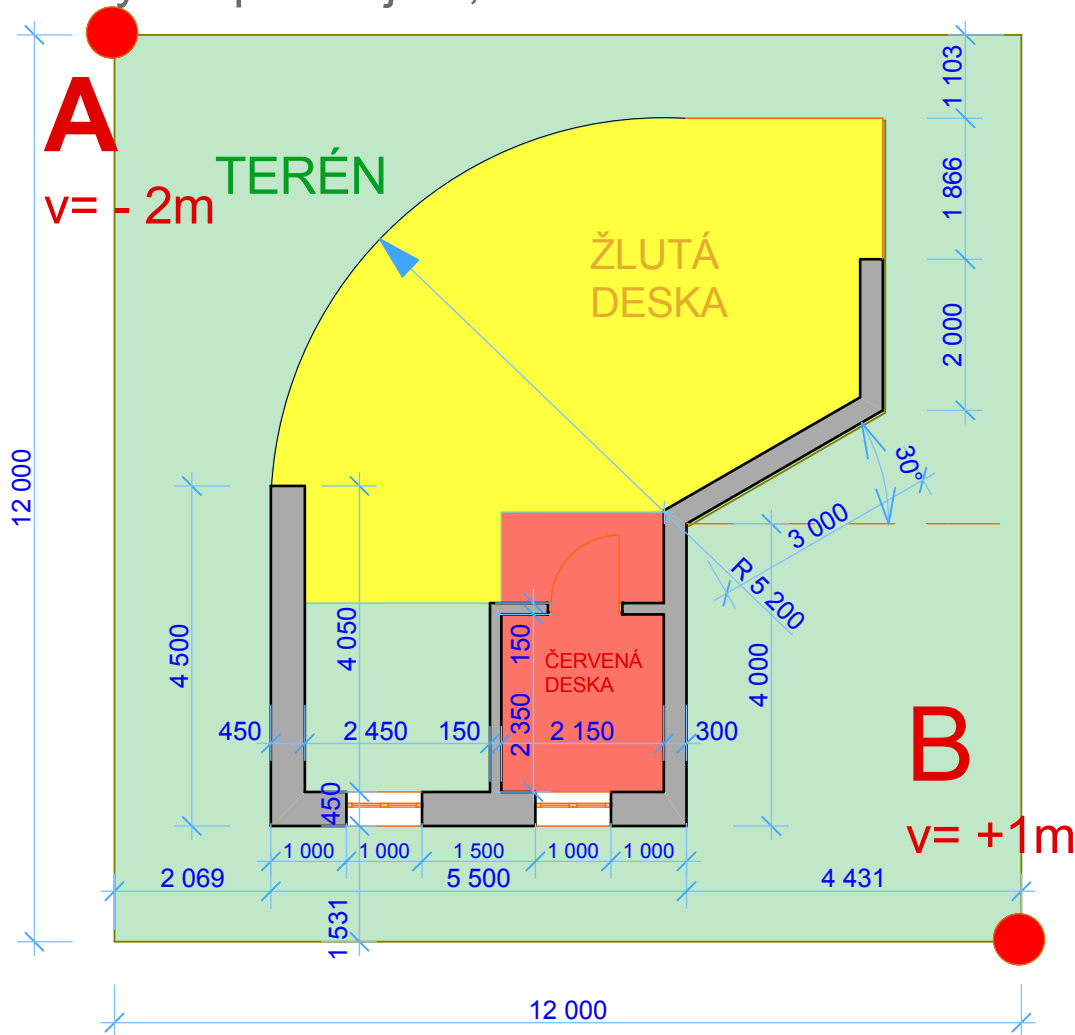 A
v= - 2m
TERÉN
ŽLUTÁ
DESKA
1 103
1 866
2 000
12 000
30°
3 000
R 5 200
4 000
4 500
4 050
150
ČERVENÁ
DESKA
2 350
450
2 450
150
2 150
300
450
B
v= +1m
1 000
1 000
1 500
1 000
1 000
2 069
5 500
4 431
1 531
12 000